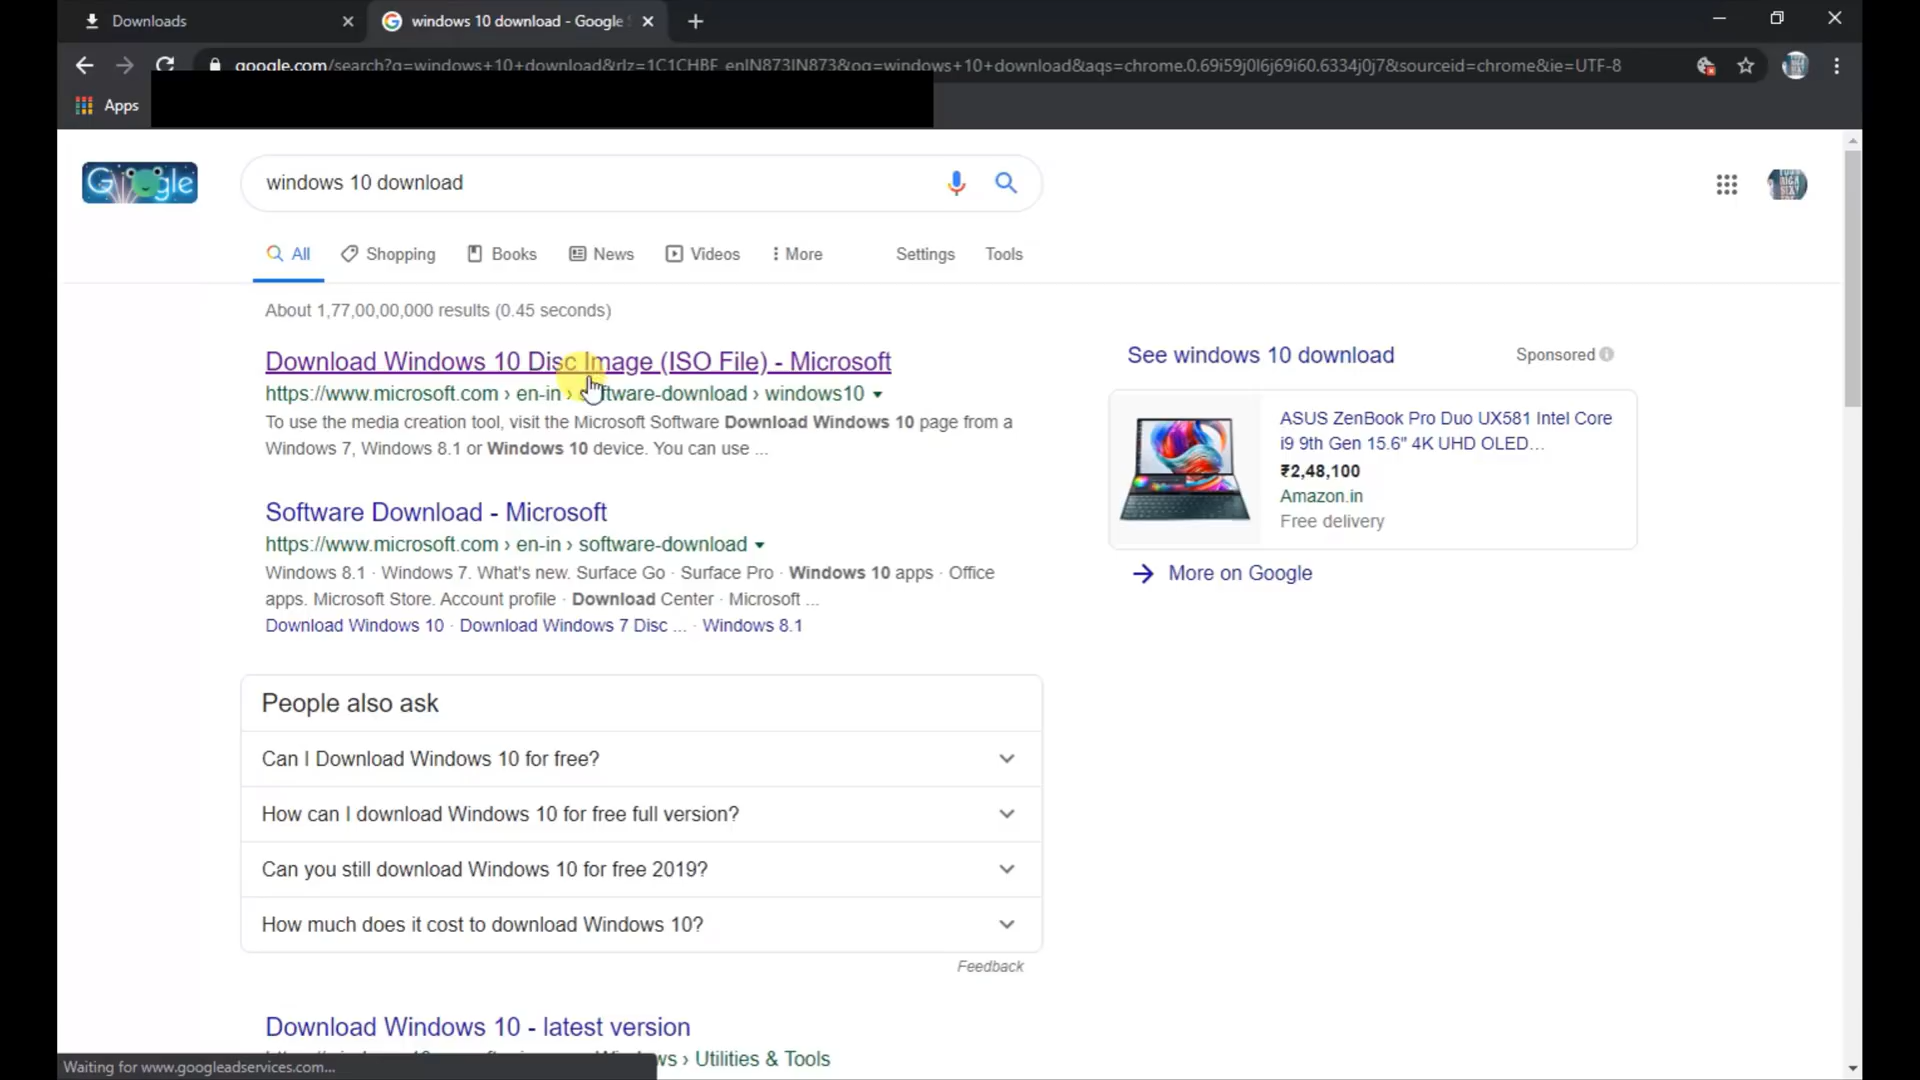 Downloads
windows 10 download - Google
google.com/search?q=windows+10+download&rlz=1C1CHBF_enIN873IN873&oq=windows+10+download&aqs=chrome.0.69i59j0l6j69i60.6334j0j7&sourceid=chrome&ie=UTF-8
Apps
Google
windows 10 download
All Shopping Books News Videos More Settings Tools
About 1,77,00,00,000 results (0.45 seconds)
Download Windows 10 Disc Image (ISO File) - Microsoft
https://www.microsoft.com › en-in › software-download › windows10
To use the media creation tool, visit the Microsoft Software Download Windows 10 page from a
Windows 7, Windows 8.1 or Windows 10 device. You can use ...
Software Download - Microsoft
https://www.microsoft.com › en-in › software-download
Windows 8.1 · Windows 7. What's new. Surface Go · Surface Pro · Windows 10 apps · Office
apps. Microsoft Store. Account profile · Download Center · Microsoft ...
Download Windows 10 · Download Windows 7 Disc ... · Windows 8.1
People also ask
Can I Download Windows 10 for free?
How can I download Windows 10 for free full version?
Can you still download Windows 10 for free 2019?
How much does it cost to download Windows 10?
Feedback
Download Windows 10 - latest version
› Utilities & Tools
See windows 10 download
Sponsored
ASUS ZenBook Pro Duo UX581 Intel Core
i9 9th Gen 15.6" 4K UHD OLED...
₹2,48,100
Amazon.in
Free delivery
More on Google
Waiting for www.googleadservices.com...